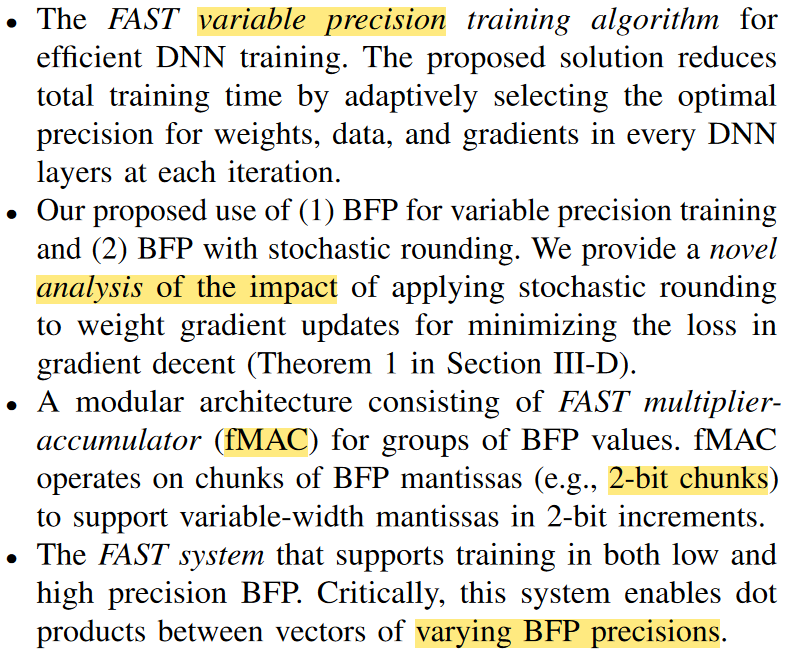 • The FAST variable precision training algorithm for
efficient DNN training. The proposed solution reduces
total training time by adaptively selecting the optimal
precision for weights, data, and gradients in every DNN
layers at each iteration.
• Our proposed use of (1) BFP for variable precision training
and (2) BFP with stochastic rounding. We provide a novel
analysis of the impact of applying stochastic rounding
to weight gradient updates for minimizing the loss in
gradient decent (Theorem 1 in Section III-D).
• A modular architecture consisting of FAST multiplier-
accumulator (fMAC) for groups of BFP values. fMAC
operates on chunks of BFP mantissas (e.g., 2-bit chunks)
to support variable-width mantissas in 2-bit increments.
• The FAST system that supports training in both low and
high precision BFP. Critically, this system enables dot
products between vectors of varying BFP precisions.